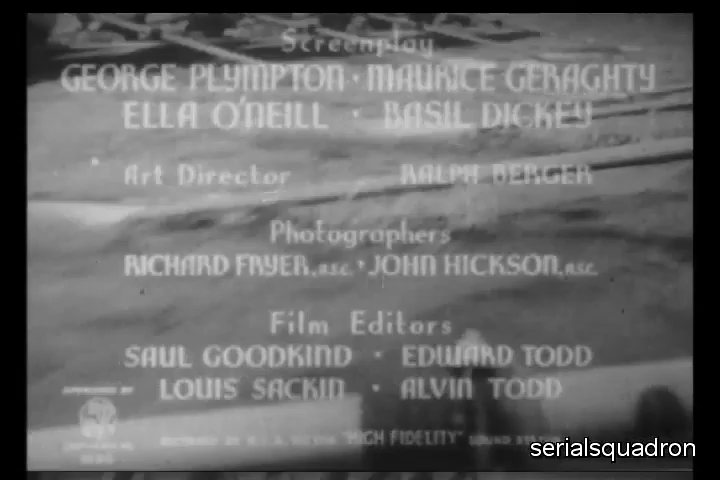 Screenplay
GEORGE PLYMPTON · MAURICE GERAGHTY
ELLA O'NEILL · BASIL DICKEY
Art Director RALPH BERGER
Photographers
RICHARD FRYER, A.S.C. · JOHN HICKSON, A.S.C.
Film Editors
SAUL GOODKIND · EDWARD TODD
LOUIS SACKIN · ALVIN TODD
"HIGH FIDELITY" SOUND
serialsquadron